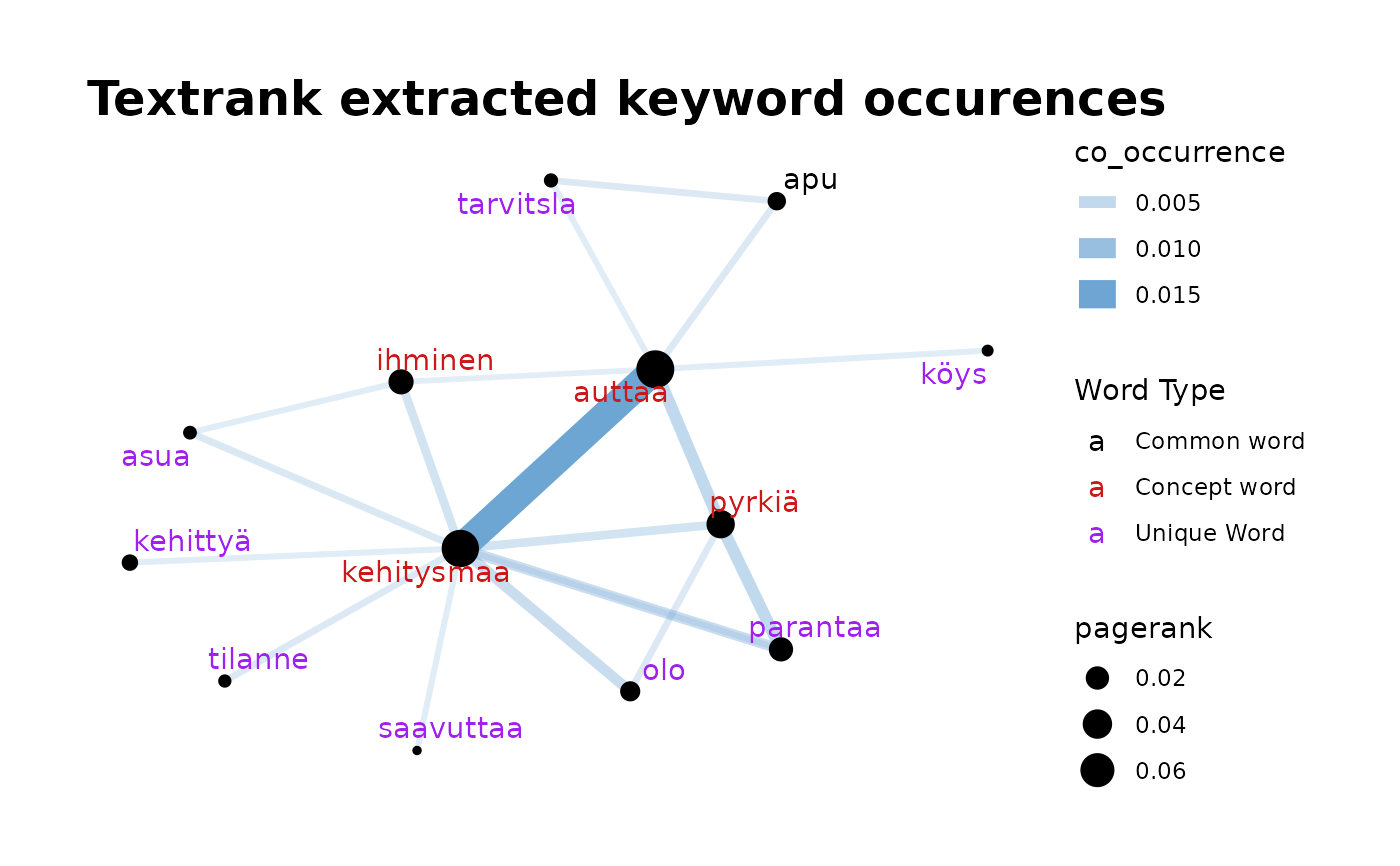 Textrank extracted keyword occurences
co_occurrence
0.005
0.010
0.015
Word Type
a Common word
a Concept word
a Unique Word
pagerank
0.02
0.04
0.06
apu
tarvitsla
ihminen
köys
auttaa
asua
pyrkiä
kehittyä
kehitysmaa
parantaa
tilanne
olo
saavuttaa